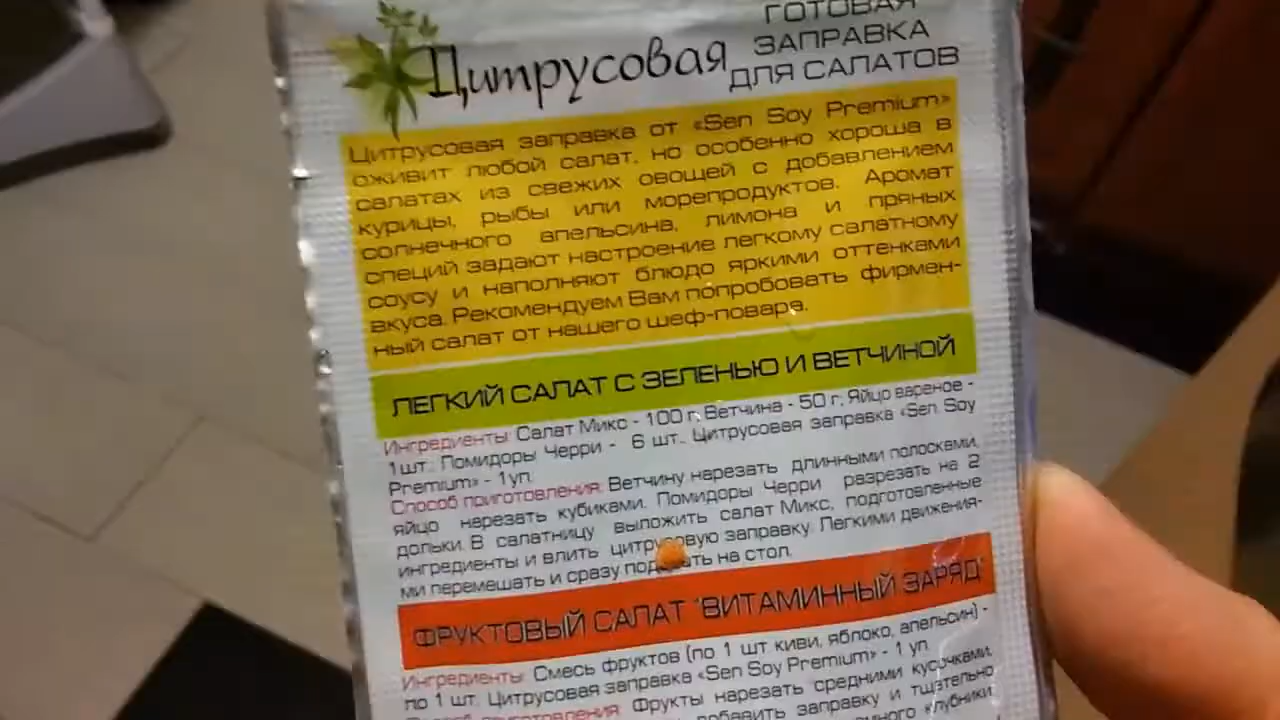 Цитрусовая
ГОТОВАЯ
ЗАПРАВКА
ДЛЯ САЛАТОВ
Цитрусовая заправка от «Sen Soy Premium»
оживит любой салат, но особенно хороша в
салатах из свежих овощей с добавлением
курицы, рыбы или морепродуктов. Аромат
солнечного апельсина, лимона и пряных
специй задают настроение легкому салатному
соусу и наполняют блюдо яркими оттенками
вкуса. Рекомендуем Вам попробовать фирмен-
ный салат от нашего шеф-повара.
ЛЕГКИЙ САЛАТ С ЗЕЛЕНЬЮ И ВЕТЧИНОЙ
Ингредиенты: Салат Микс - 100 г, Ветчина - 50 г, Яйцо вареное -
1шт., Помидоры Черри - 6 шт., Цитрусовая заправка «Sen Soy
Premium» - 1уп.
Способ приготовления: Ветчину нарезать длинными полосками,
яйцо нарезать кубиками. Помидоры Черри разрезать на 2
дольки. В салатницу выложить салат Микс, подготовленные
ингредиенты и влить цитрусовую заправку. Легкими движения-
ми перемешать и сразу подавать на стол.
ФРУКТОВЫЙ САЛАТ "ВИТАМИННЫЙ ЗАРЯД"
Ингредиенты: Смесь фруктов (по 1 шт киви, яблоко, апельсин) -
по 1 шт. Цитрусовая заправка «Sen Soy Premium» - 1 уп.
Способ приготовления: Фрукты нарезать средними кусочками,
добавить заправку и тщательно
клубники